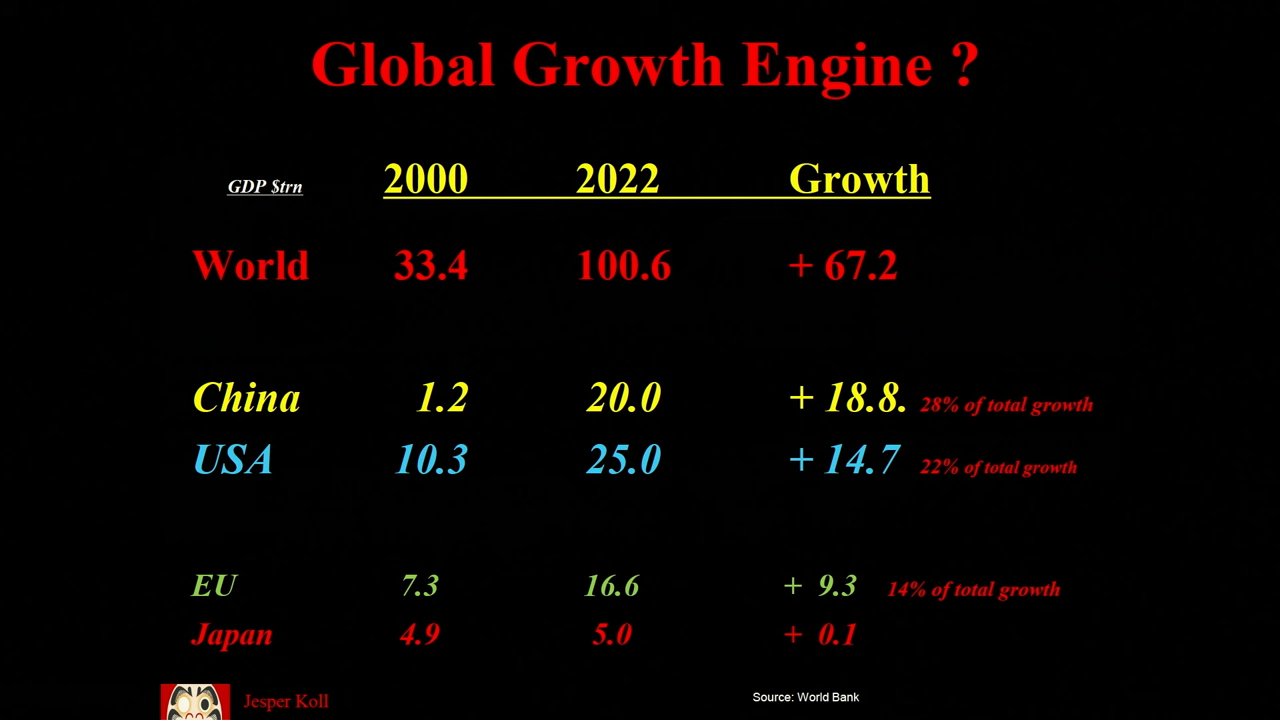 Global Growth Engine ?
GDP $trn 2000 2022 Growth
World 33.4 100.6 + 67.2
China 1.2 20.0 + 18.8. 28% of total growth
USA 10.3 25.0 + 14.7 22% of total growth
EU 7.3 16.6 + 9.3 14% of total growth
Japan 4.9 5.0 + 0.1
Jesper Koll Source: World Bank